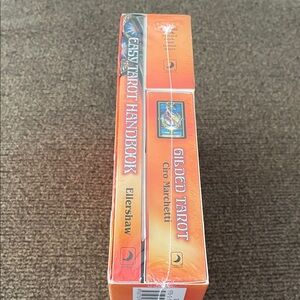 EASY TAROT HANDBOOK
Ellershaw
GILDED TAROT
Ciro Marchetti